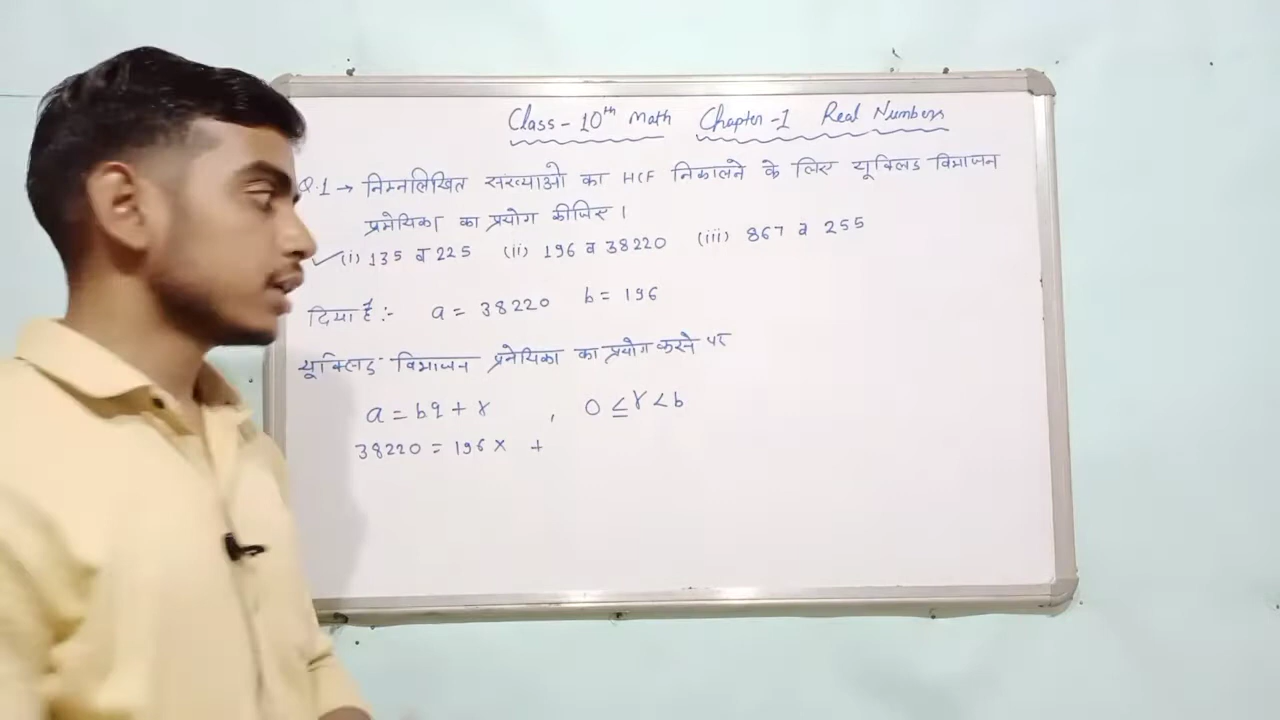 Class - 10th Math Chapter -1 Real Numbers
Q.1 → निम्नलिखित संख्याओ का HCF निकालने के लिए यूक्लिड विभाजन
प्रमेयिका का प्रयोग कीजिए ।
✓(i) 135 व 225 (ii) 196 व 38220 (iii) 867 व 255
दिया है :- a = 38220 b = 196
यूक्लिड विभाजन प्रमेयिका का प्रयोग करने पर
a = bq + r , 0 ≤ r < b
38220 = 196 × +